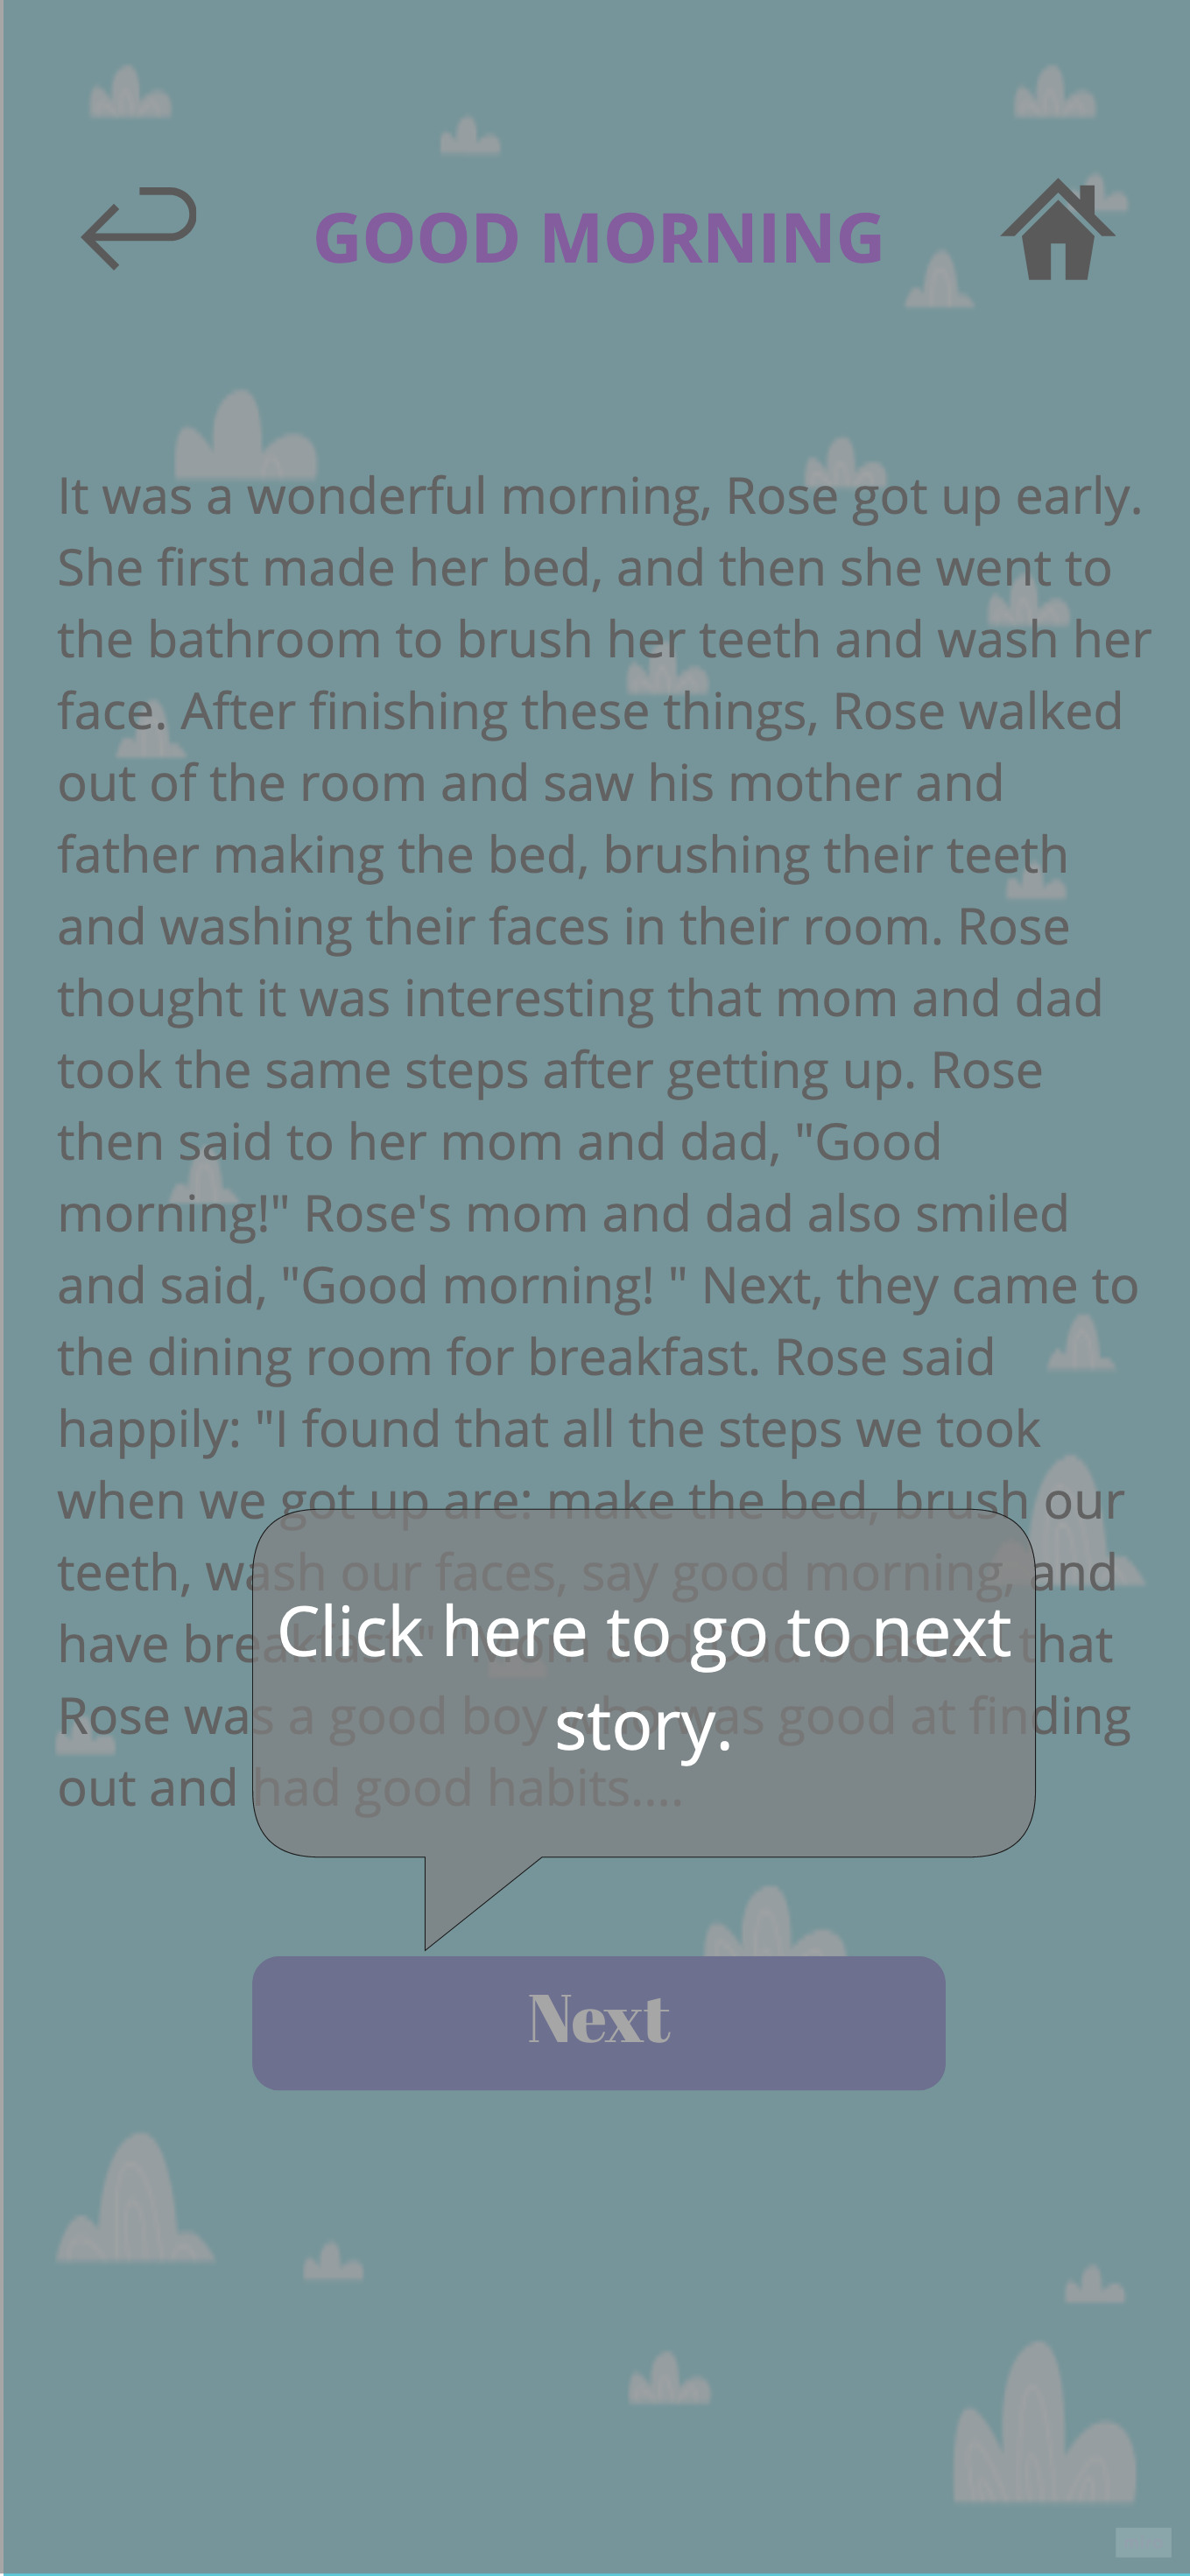 GOOD MORNING
It was a wonderful morning, Rose got up early.
She first made her bed, and then she went to
the bathroom to brush her teeth and wash her
face. After finishing these things, Rose walked
out of the room and saw his mother and
father making the bed, brushing their teeth
and washing their faces in their room. Rose
thought it was interesting that mom and dad
took the same steps after getting up. Rose
then said to her mom and dad, "Good
morning!" Rose's mom and dad also smiled
and said, "Good morning! " Next, they came to
the dining room for breakfast. Rose said
happily: "I found that all the steps we took
when we got up are: make the bed, brush our
teeth, wash our faces, say good morning, and
have breakfast!" Mom and Dad boasted that
Rose was a good boy who was good at finding
out and had good habits....
Click here to go to next
story.
Next